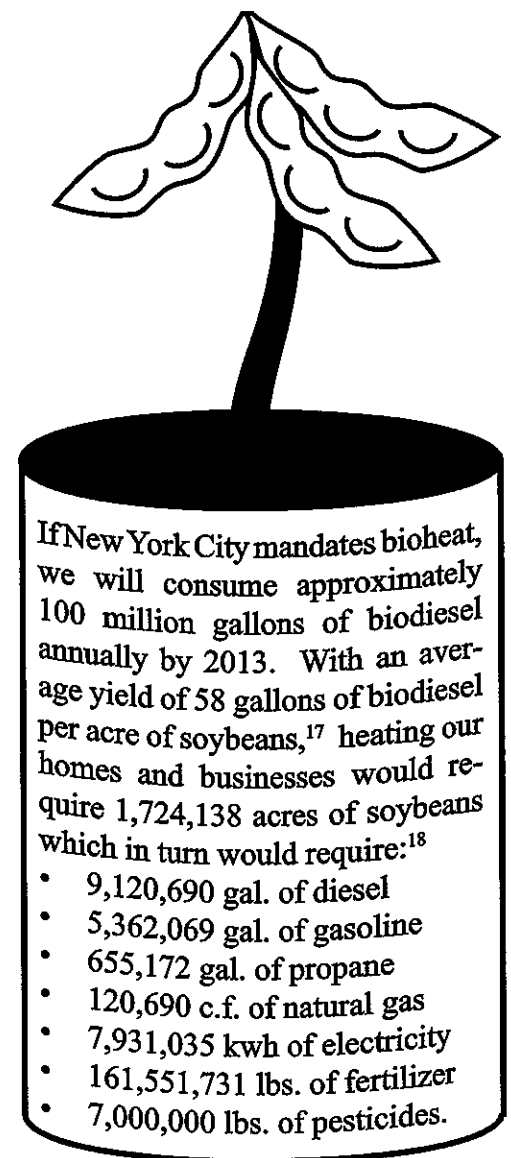 If New York City mandates bioheat,
we will consume approximately
100 million gallons of biodiesel
annually by 2013. With an aver-
age yield of 58 gallons of biodiesel
per acre of soybeans,17 heating our
homes and businesses would re-
quire 1,724,138 acres of soybeans
which in turn would require:18
• 9,120,690 gal. of diesel
• 5,362,069 gal. of gasoline
• 655,172 gal. of propane
• 120,690 c.f. of natural gas
• 7,931,035 kwh of electricity
• 161,551,731 lbs. of fertilizer
• 7,000,000 lbs. of pesticides.